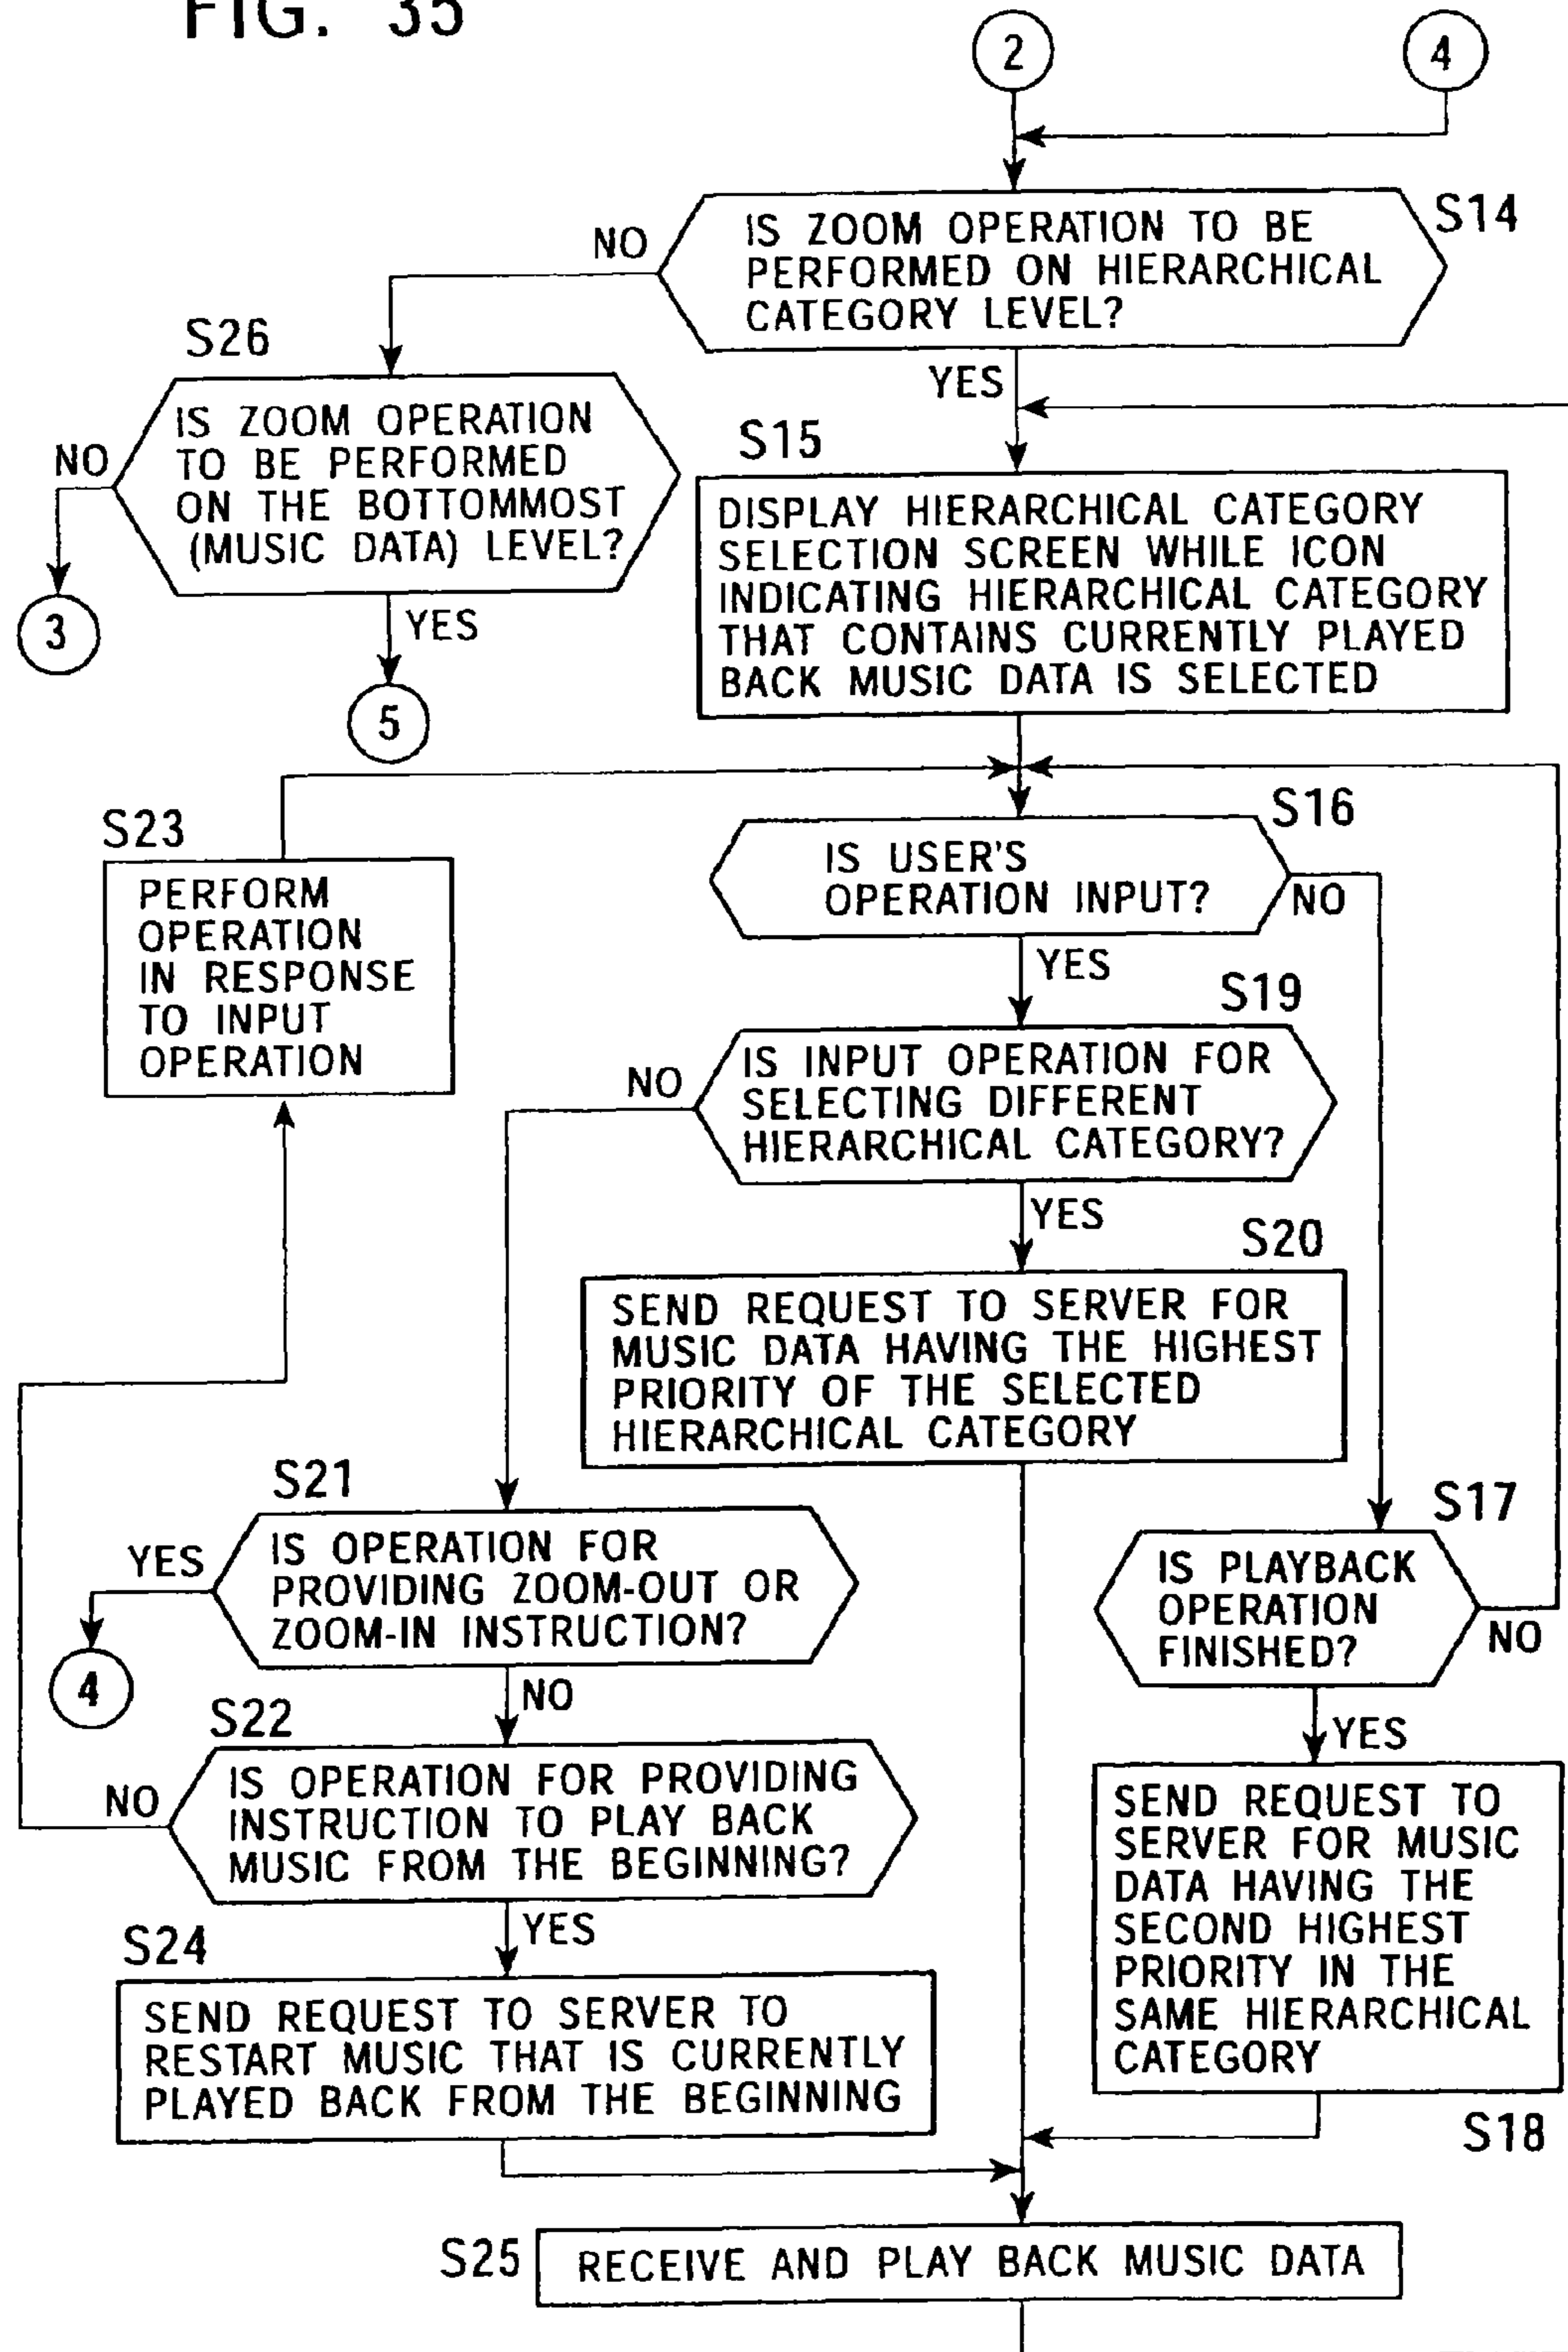 FIG. 35
2
4
S14
IS ZOOM OPERATION TO BE
PERFORMED ON HIERARCHICAL
CATEGORY LEVEL?
NO
YES
S26
IS ZOOM OPERATION
TO BE PERFORMED
ON THE BOTTOMMOST
(MUSIC DATA) LEVEL?
NO
3
YES
5
S15
DISPLAY HIERARCHICAL CATEGORY
SELECTION SCREEN WHILE ICON
INDICATING HIERARCHICAL CATEGORY
THAT CONTAINS CURRENTLY PLAYED
BACK MUSIC DATA IS SELECTED
S23
PERFORM
OPERATION
IN RESPONSE
TO INPUT
OPERATION
S16
IS USER'S
OPERATION INPUT?
NO
YES
S19
IS INPUT OPERATION FOR
SELECTING DIFFERENT
HIERARCHICAL CATEGORY?
NO
YES
S20
SEND REQUEST TO SERVER FOR
MUSIC DATA HAVING THE HIGHEST
PRIORITY OF THE SELECTED
HIERARCHICAL CATEGORY
S21
IS OPERATION FOR
PROVIDING ZOOM-OUT OR
ZOOM-IN INSTRUCTION?
YES
4
NO
S17
IS PLAYBACK
OPERATION
FINISHED?
NO
YES
S22
IS OPERATION FOR PROVIDING
INSTRUCTION TO PLAY BACK
MUSIC FROM THE BEGINNING?
NO
YES
SEND REQUEST TO
SERVER FOR MUSIC
DATA HAVING THE
SECOND HIGHEST
PRIORITY IN THE
SAME HIERARCHICAL
CATEGORY
S18
S24
SEND REQUEST TO SERVER TO
RESTART MUSIC THAT IS CURRENTLY
PLAYED BACK FROM THE BEGINNING
S25
RECEIVE AND PLAY BACK MUSIC DATA